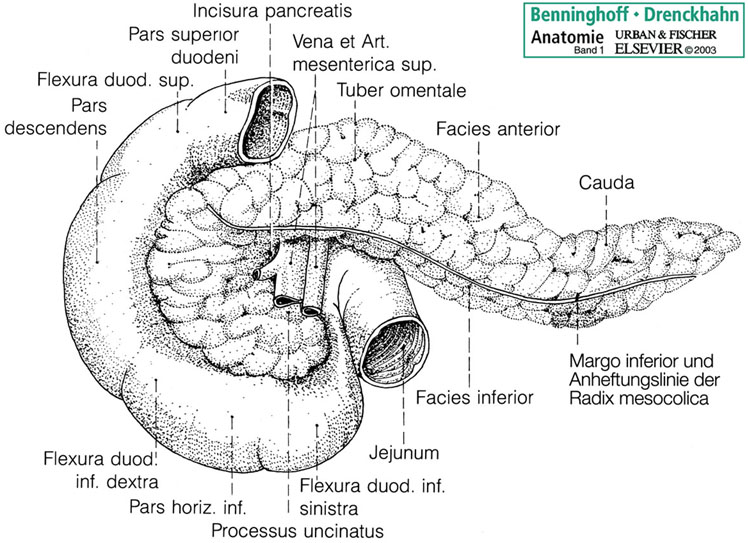 Incisura pancreatis
Pars superior
duodeni
Vena et Art.
mesenterica sup.
Flexura duod. sup.
Tuber omentale
Pars
descendens
Facies anterior
Cauda
Benninghoff • Drenckhahn
Anatomie
Band 1
URBAN & FISCHER
ELSEVIER © 2003
Margo inferior und
Anheftungslinie der
Radix mesocolica
Facies inferior
Jejunum
Flexura duod.
inf. dextra
Pars horiz. inf.
Flexura duod. inf.
sinistra
Processus uncinatus